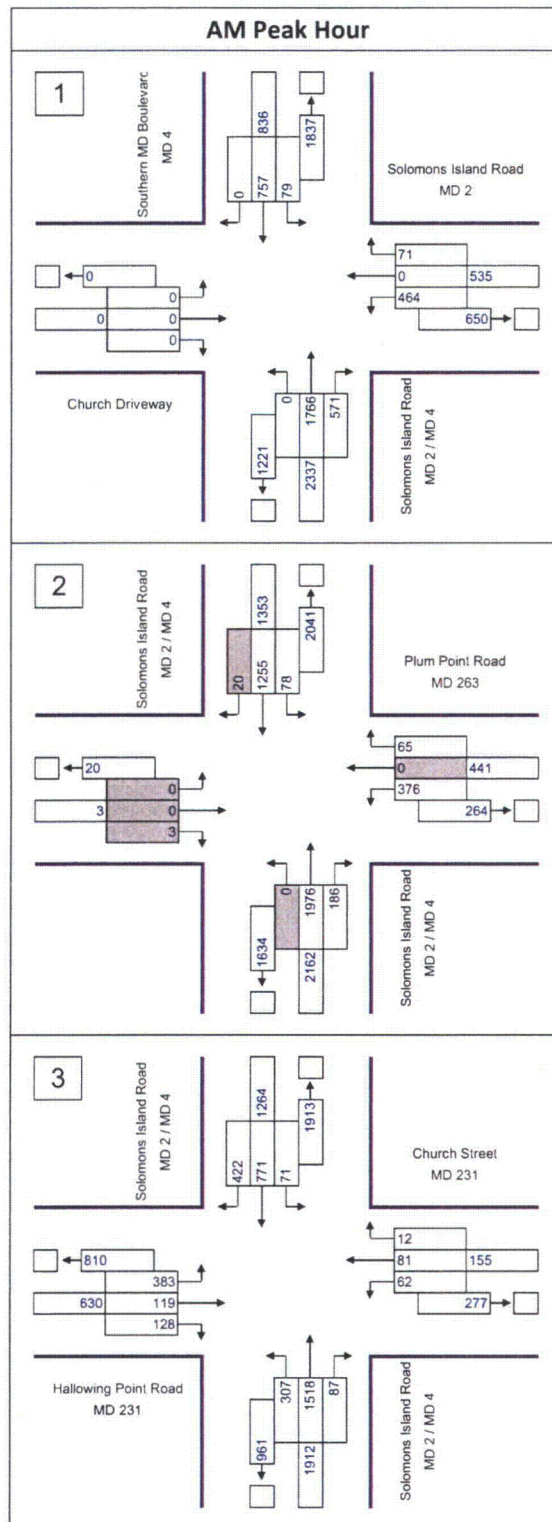 AM Peak Hour
1
Southern MD Boulevard
MD 4
836
1837
0
757
79
Solomons Island Road
MD 2
71
0
535
464
650
0
0
0
0
0
Church Driveway
0
1766
571
1221
2337
Solomons Island Road
MD 2 / MD 4
2
Solomons Island Road
MD 2 / MD 4
1353
2041
20
1255
78
Plum Point Road
MD 263
65
0
441
376
264
20
0
3
0
3
0
1976
186
1634
2162
Solomons Island Road
MD 2 / MD 4
3
Solomons Island Road
MD 2 / MD 4
1264
1913
422
771
71
Church Street
MD 231
12
81
155
62
277
810
383
630
119
128
Hallowing Point Road
MD 231
307
1518
87
961
1912
Solomons Island Road
MD 2 / MD 4